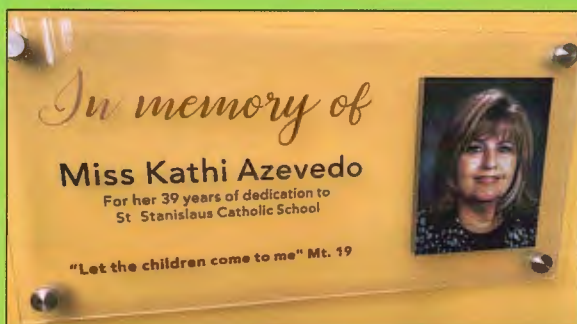 In memory of
Miss Kathi Azevedo
For her 39 years of dedication to
St Stanislaus Catholic School
"Let the children come to me" Mt. 19